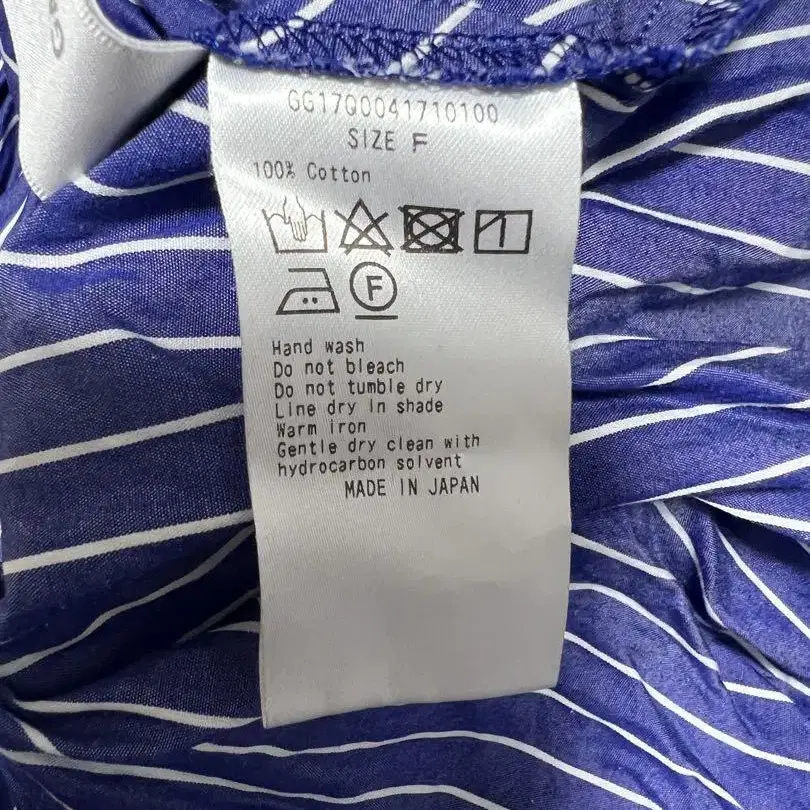 GG17Q0041710100
SIZE F
100% Cotton
F
Hand wash
Do not bleach
Do not tumble dry
Line dry in shade
Warm iron
Gentle dry clean with
hydrocarbon solvent
MADE IN JAPAN